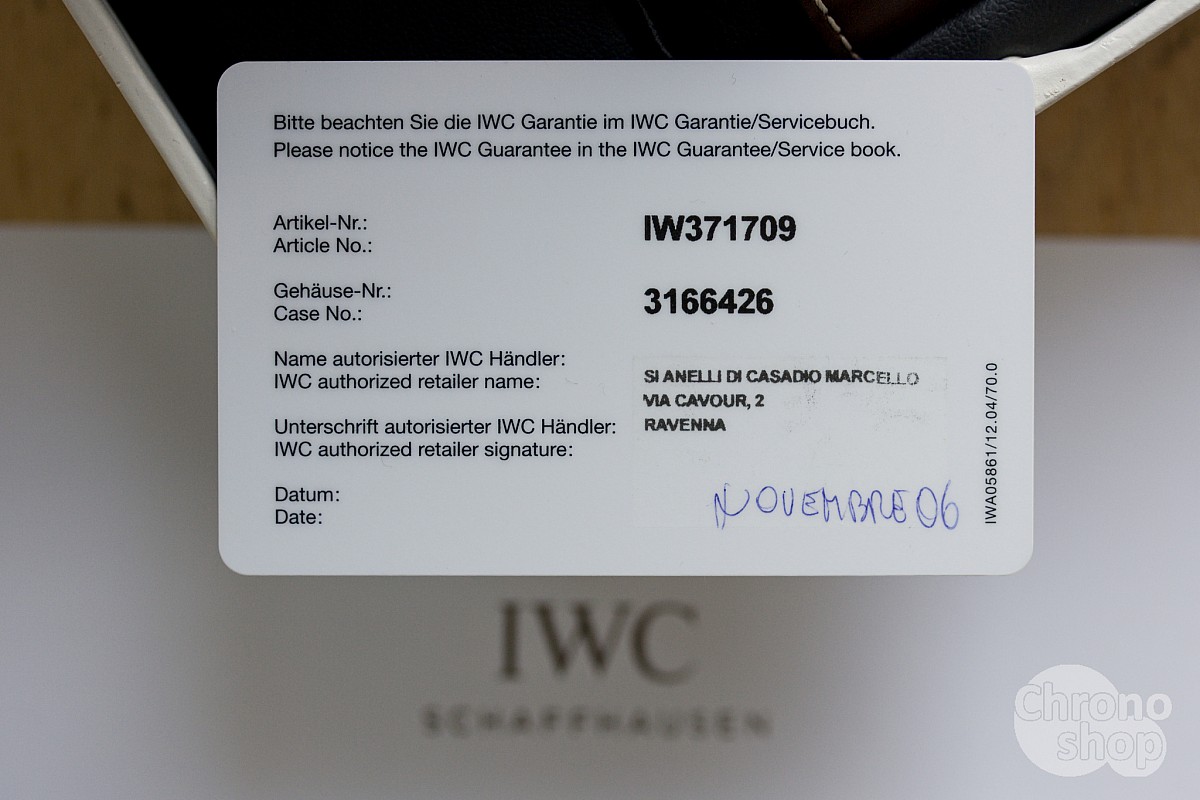 Bitte beachten Sie die IWC Garantie im IWC Garantie/Servicebuch.
Please notice the IWC Guarantee in the IWC Guarantee/Service book.
Artikel-Nr.:
Article No.:
IW371709
Gehäuse-Nr.:
Case No.:
3166426
Name autorisierter IWC Händler:
IWC authorized retailer name:
SI ANELLI DI CASADIO MARCELLO
VIA CAVOUR, 2
RAVENNA
Unterschrift autorisierter IWC Händler:
IWC authorized retailer signature:
Datum:
Date:
NOVEMBRE 06
IWA05861/12.04/70.0
IWC
SCHAFFHAUSEN
Chrono
shop